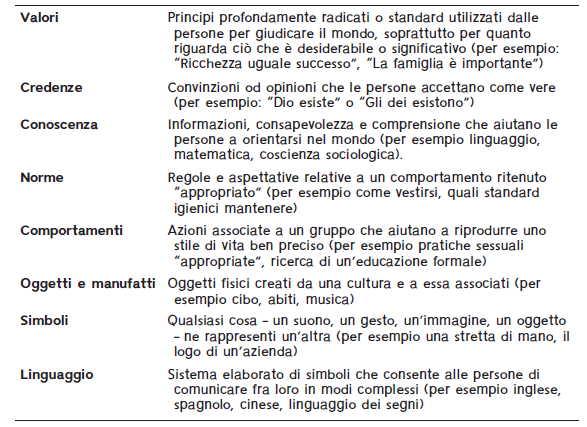 Valori Principi profondamente radicati o standard utilizzati dalle
persone per giudicare il mondo, soprattutto per quanto
riguarda ciò che è desiderabile o significativo (per esempio:
“Ricchezza uguale successo”, “La famiglia è importante”)
Credenze Convinzioni od opinioni che le persone accettano come vere
(per esempio: “Dio esiste” o “Gli dei esistono”)
Conoscenza Informazioni, consapevolezza e comprensione che aiutano le
persone a orientarsi nel mondo (per esempio linguaggio,
matematica, coscienza sociologica).
Norme Regole e aspettative relative a un comportamento ritenuto
“appropriato” (per esempio come vestirsi, quali standard
igienici mantenere)
Comportamenti Azioni associate a un gruppo che aiutano a riprodurre uno
stile di vita ben preciso (per esempio pratiche sessuali
“appropriate”, ricerca di un’educazione formale)
Oggetti e manufatti Oggetti fisici creati da una cultura e a essa associati (per
esempio cibo, abiti, musica)
Simboli Qualsiasi cosa – un suono, un gesto, un’immagine, un oggetto
– ne rappresenti un’altra (per esempio una stretta di mano, il
logo di un’azienda)
Linguaggio Sistema elaborato di simboli che consente alle persone di
comunicare fra loro in modi complessi (per esempio inglese,
spagnolo, cinese, linguaggio dei segni)